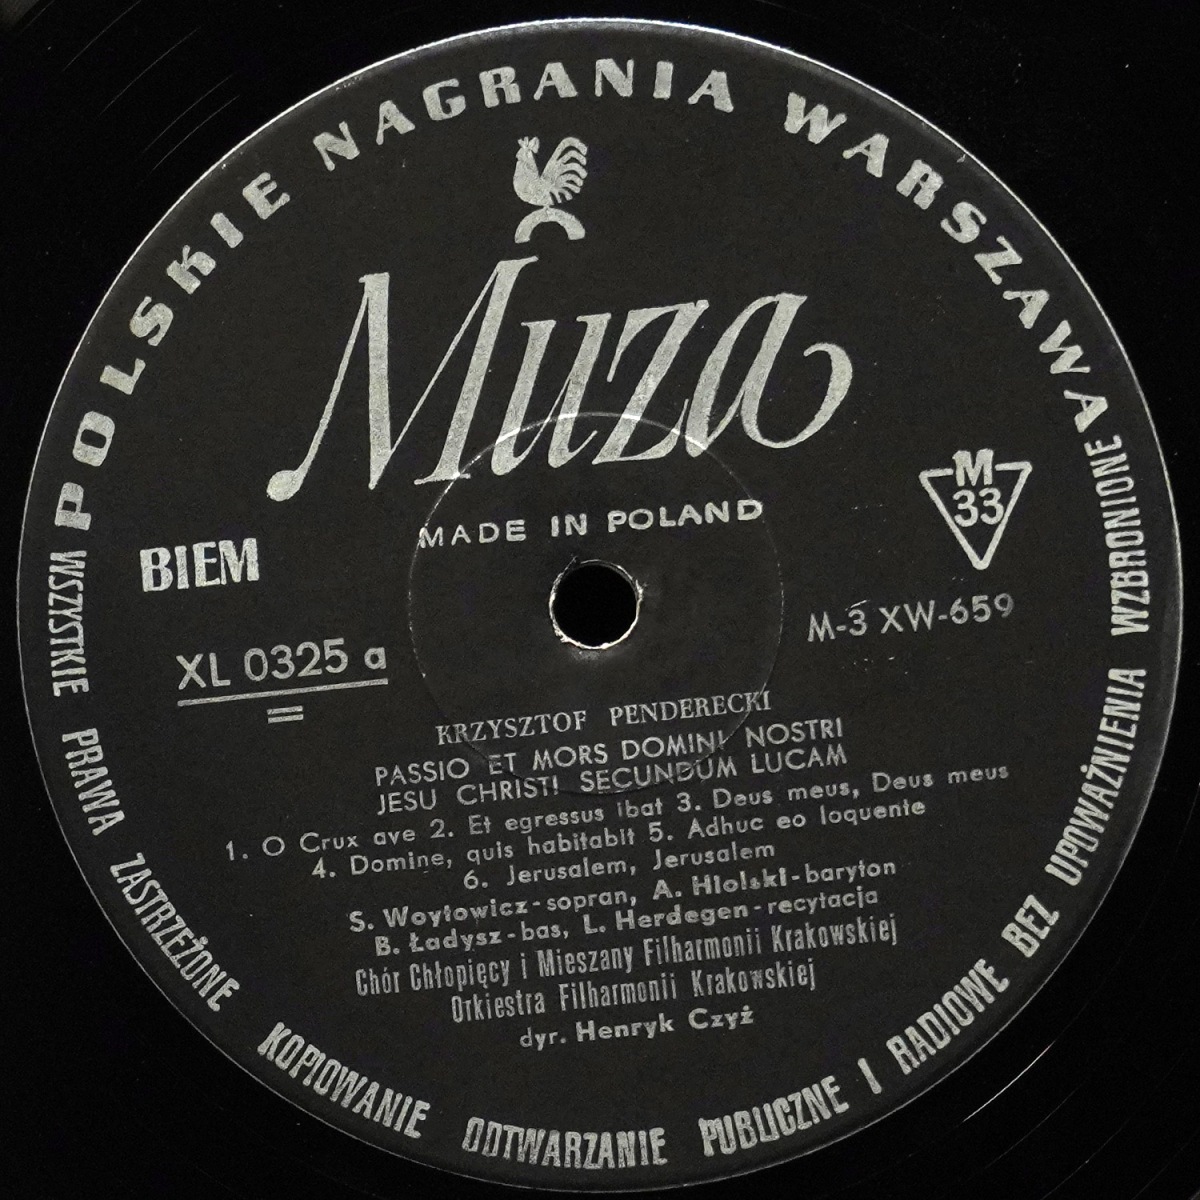 POLSKIE NAGRANIA WARSZAWA
Muza
MADE IN POLAND
M
33
BIEM
XL 0325 a
M-3 XW-659
KRZYSZTOF PENDERECKI
PASSIO ET MORS DOMINI NOSTRI
JESU CHRISTI SECUNDUM LUCAM
1. O Crux ave 2. Et egressus ibat 3. Deus meus, Deus meus
4. Domine, quis habitabit 5. Adhuc eo loquente
6. Jerusalem, Jerusalem
S. Woytowicz-sopran, A. Hiolski-baryton
B. Ładysz-bas, L. Herdegen-recytacja
Chór Chłopięcy i Mieszany Filharmonii Krakowskiej
Orkiestra Filharmonii Krakowskiej
dyr. Henryk Czyż
WSZYSTKIE PRAWA ZASTRZEŻONE KOPIOWANIE ODTWARZANIE PUBLICZNE I RADIOWE BEZ UPOWAŻNIENIA WZBRONIONE